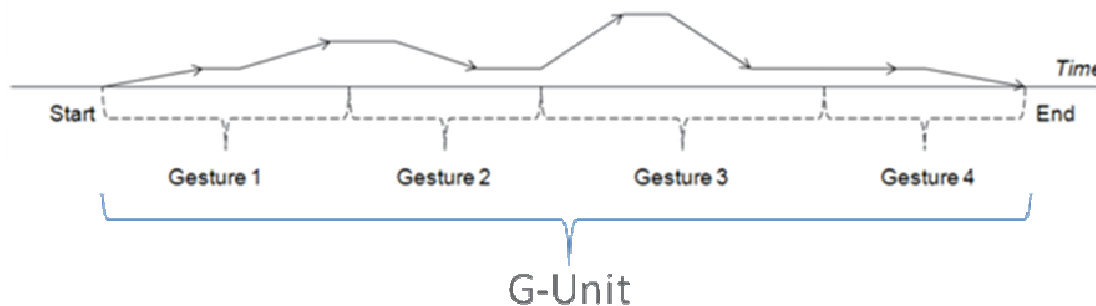 Time
Start
End
Gesture 1
Gesture 2
Gesture 3
Gesture 4
G-Unit